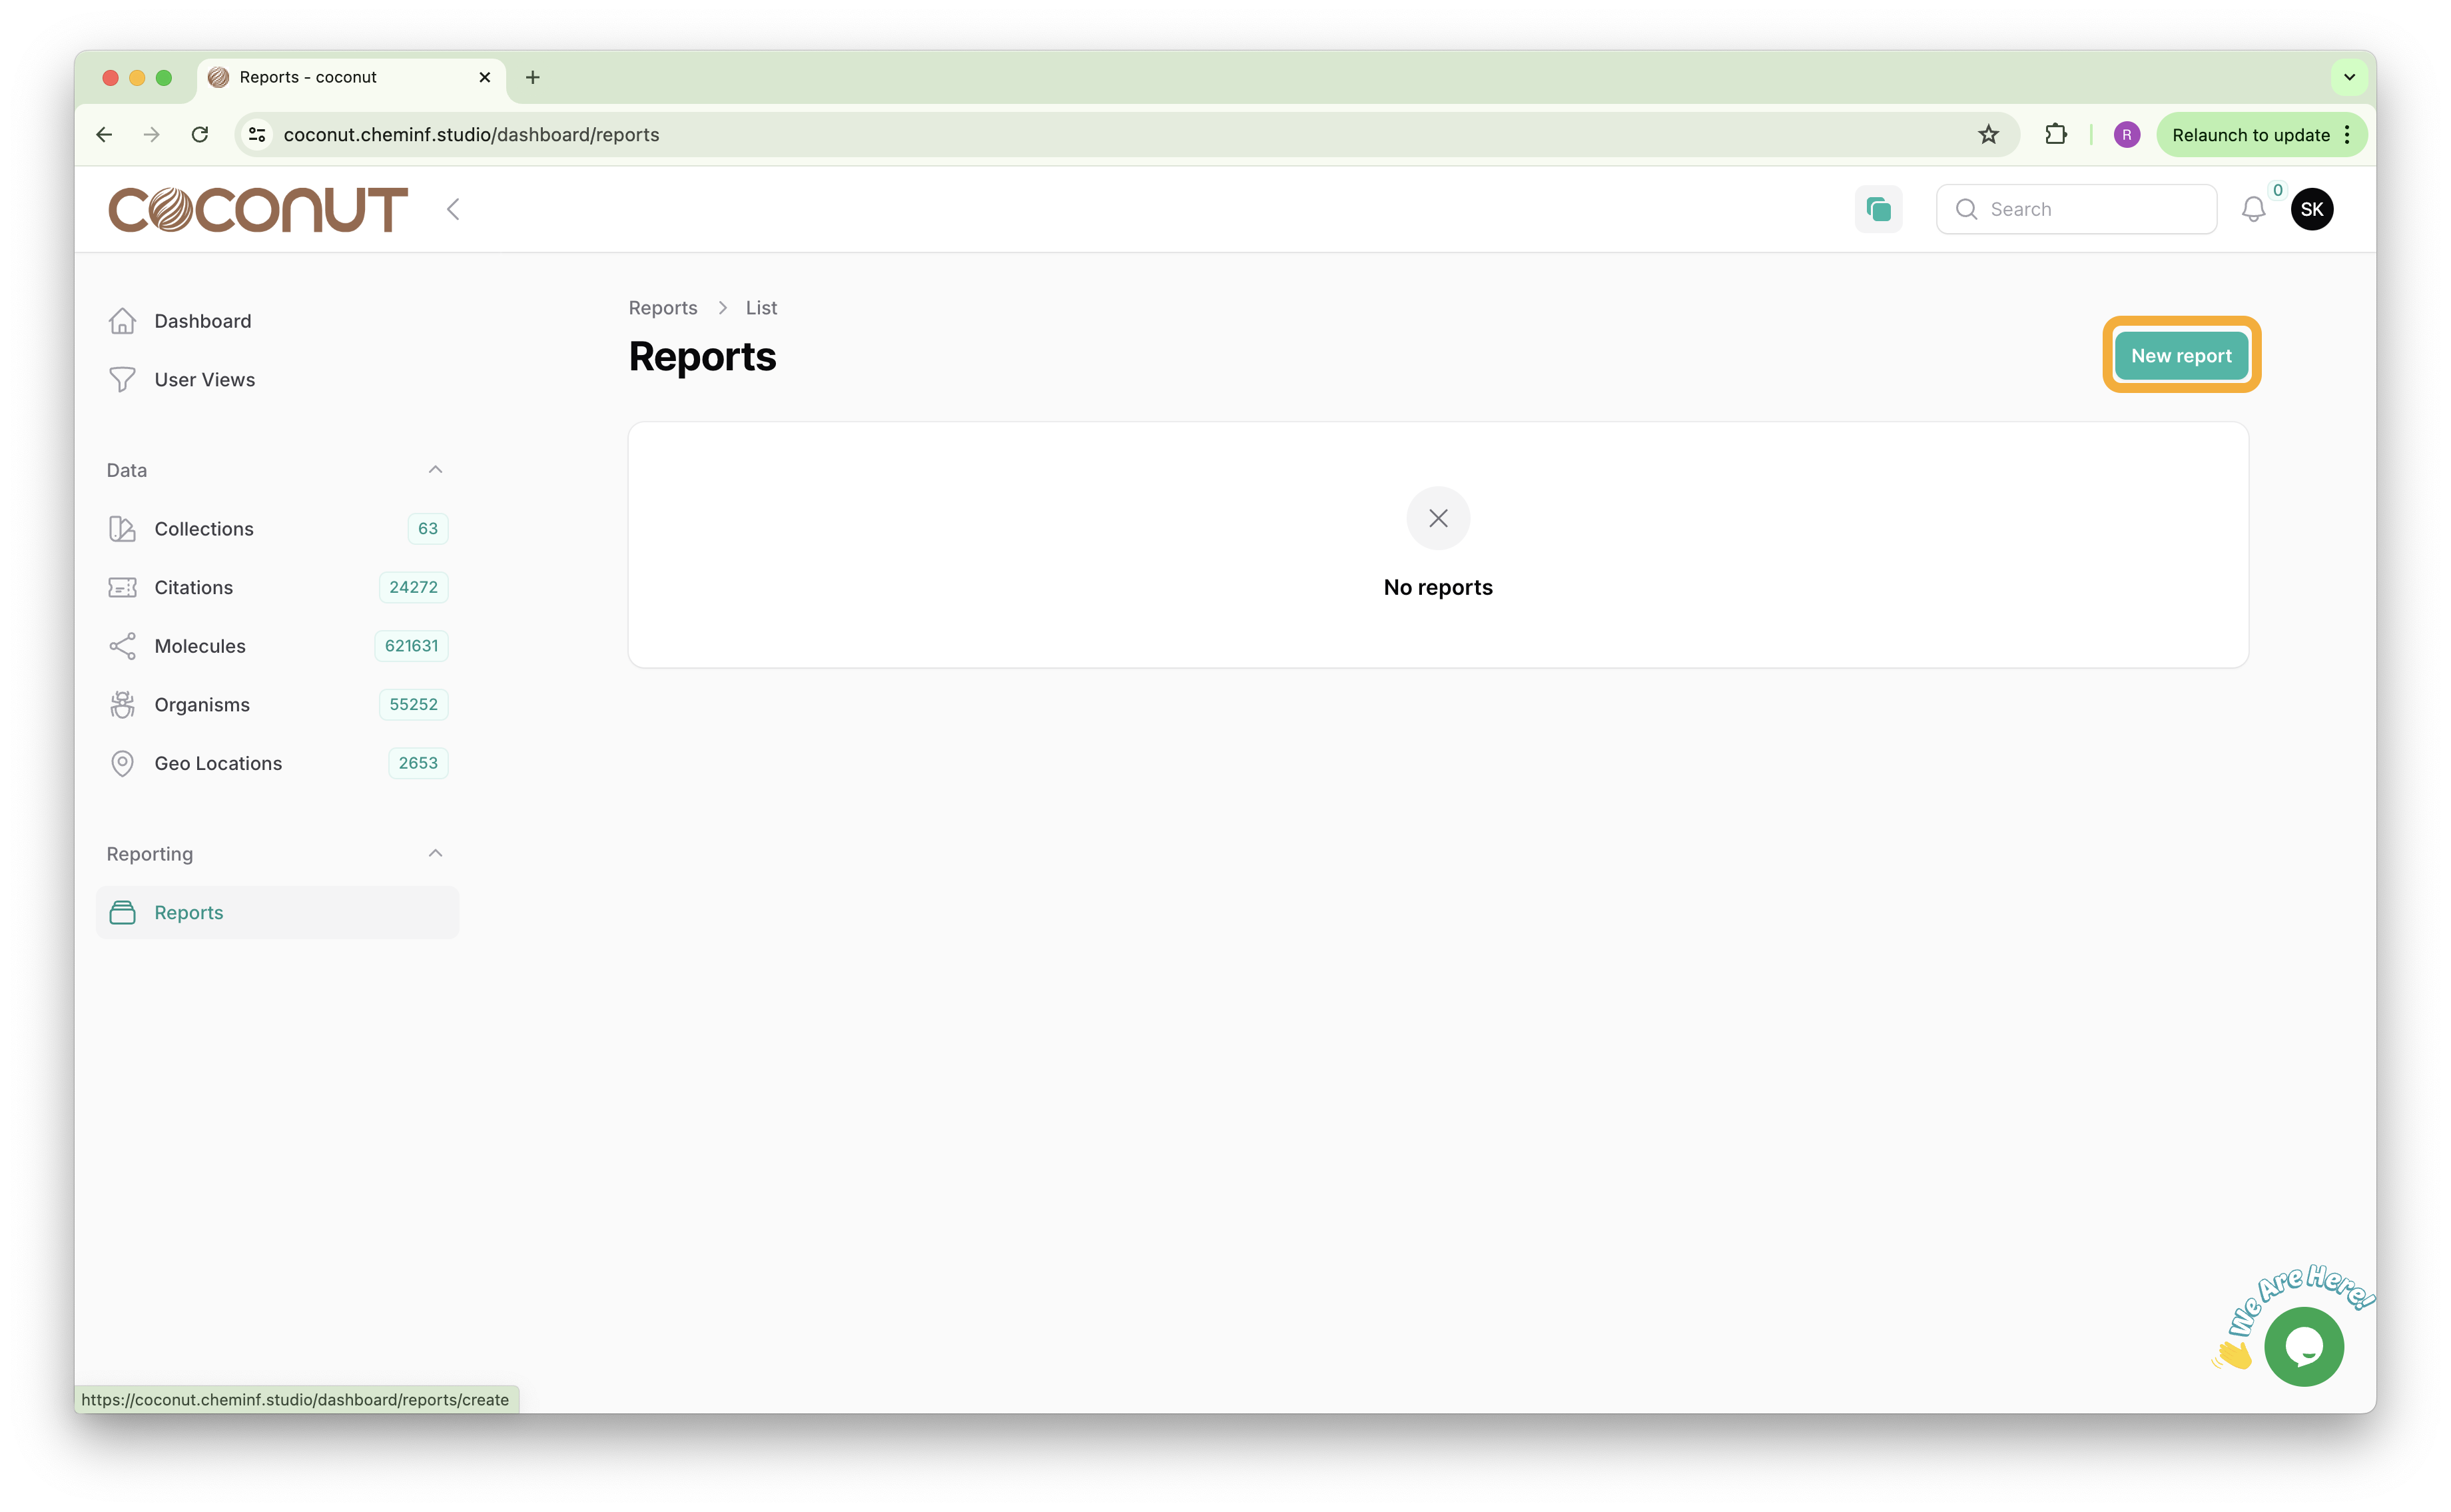 Reports - coconut
coconut.cheminf.studio/dashboard/reports
R
Relaunch to update
COCONUT
Search
0
SK
Dashboard
User Views
Data
Collections 63
Citations 24272
Molecules 621631
Organisms 55252
Geo Locations 2653
Reporting
Reports
Reports > List
Reports
New report
No reports
We Are Here!
https://coconut.cheminf.studio/dashboard/reports/create